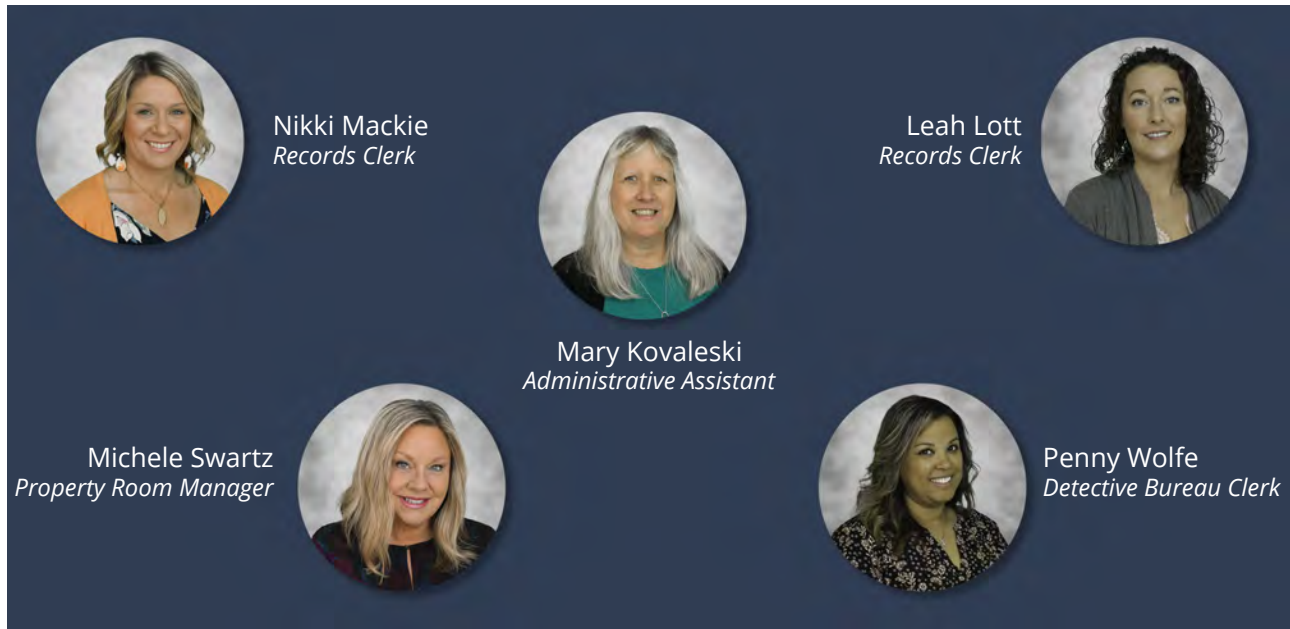 Nikki Mackie
Records Clerk
Leah Lott
Records Clerk
Mary Kovaleski
Administrative Assistant
Michele Swartz
Property Room Manager
Penny Wolfe
Detective Bureau Clerk